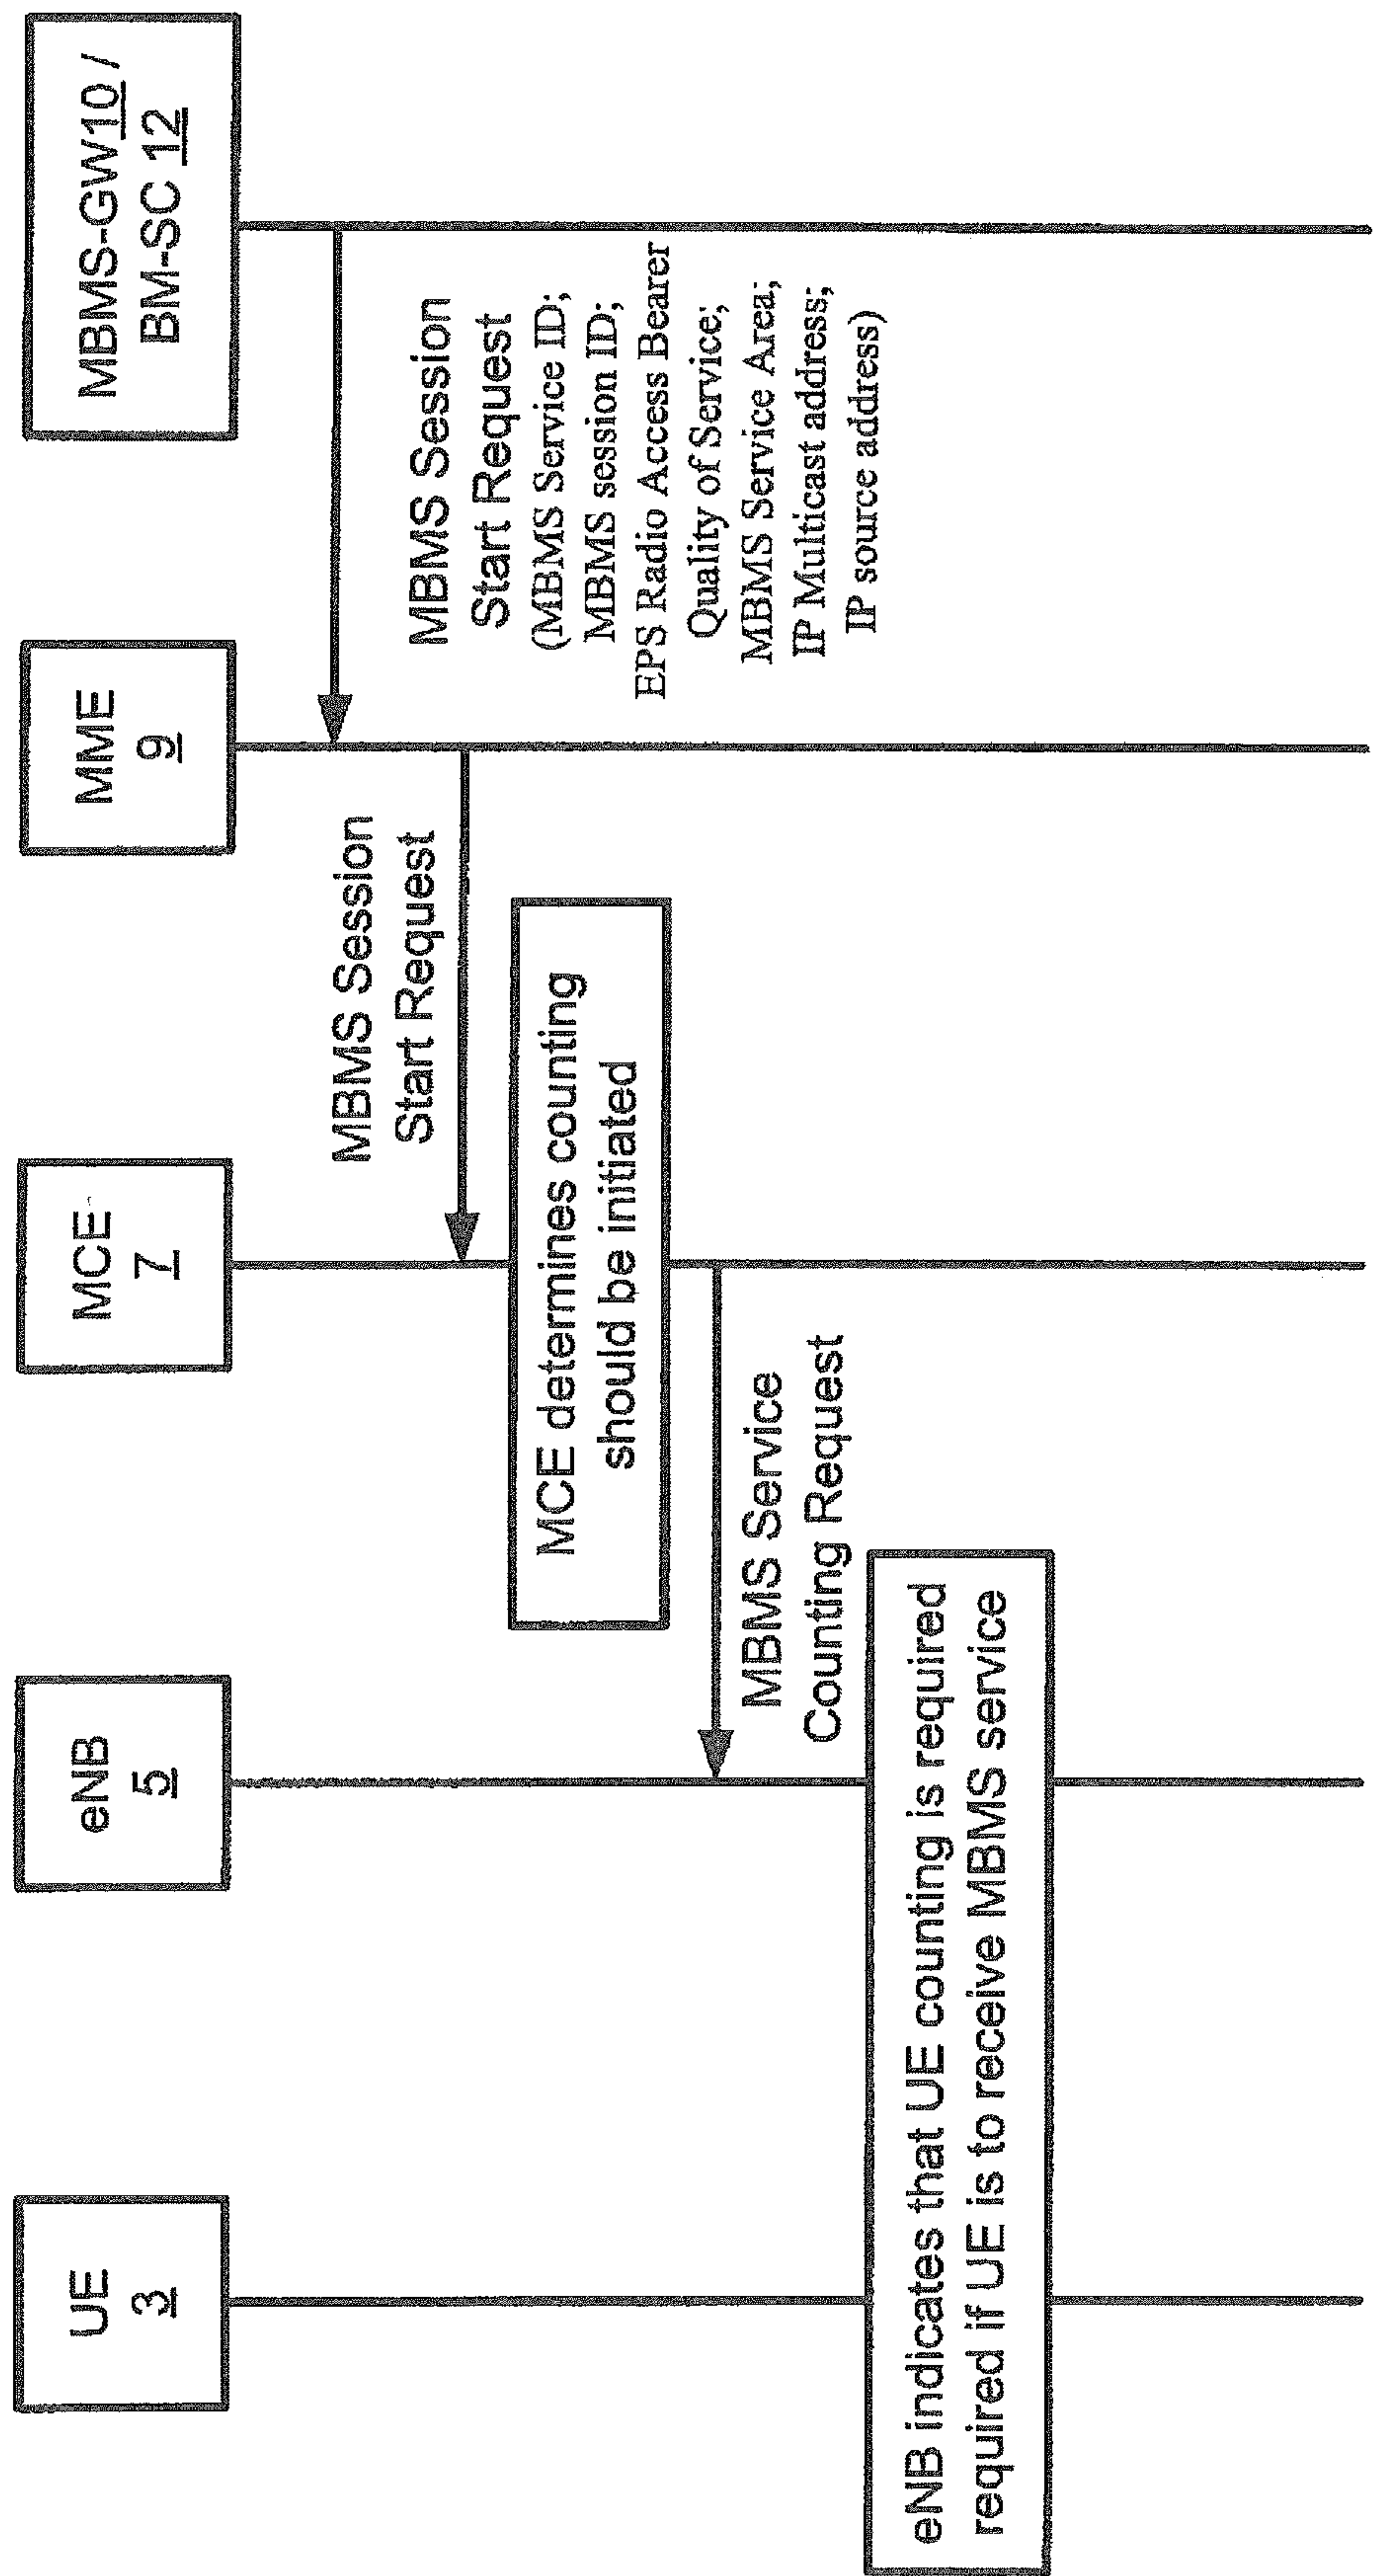 UE
3
eNB
5
MCE
7
MME
9
MBMS-GW10 /
BM-SC 12
MBMS Session
Start Request
(MBMS Service ID;
MBMS session ID;
EPS Radio Access Bearer
Quality of Service;
MBMS Service Area;
IP Multicast address;
IP source address)
MBMS Session
Start Request
MCE determines counting
should be initiated
MBMS Service
Counting Request
eNB indicates that UE counting is required
required if UE is to receive MBMS service